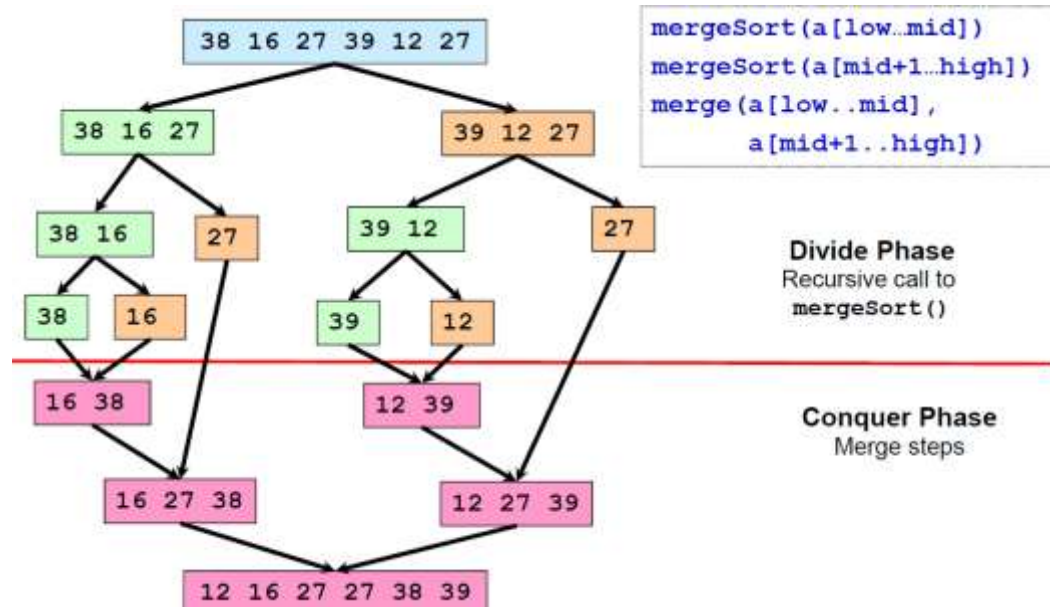 38 16 27 39 12 27
mergeSort(a[low…mid])
mergeSort(a[mid+1…high])
merge(a[low..mid],
a[mid+1..high])
38 16 27
39 12 27
38 16
27
39 12
27
Divide Phase
Recursive call to
mergeSort()
38
16
39
12
16 38
12 39
Conquer Phase
Merge steps
16 27 38
12 27 39
12 16 27 27 38 39